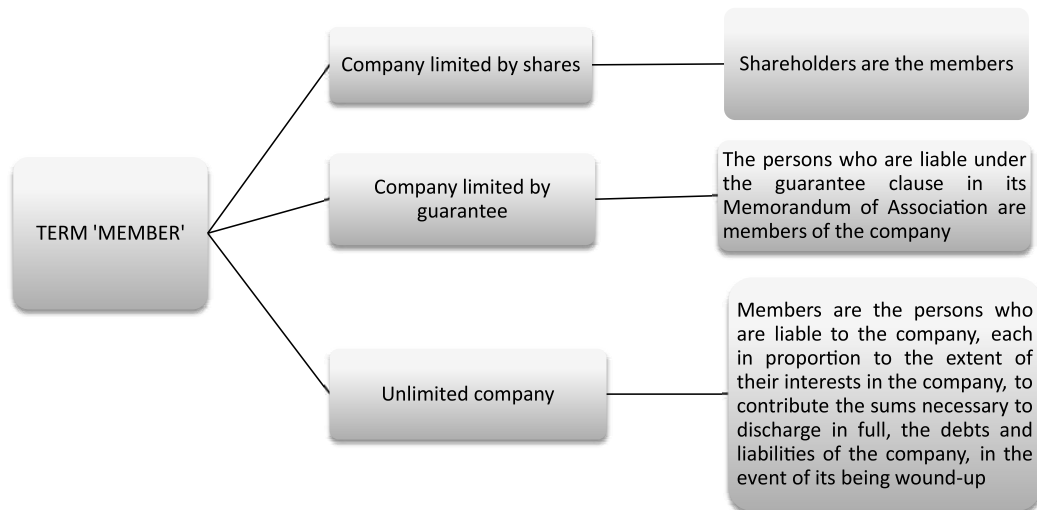 TERM 'MEMBER'
Company limited by shares
Shareholders are the members
Company limited by
guarantee
The persons who are liable under
the guarantee clause in its
Memorandum of Association are
members of the company
Unlimited company
Members are the persons who
are liable to the company, each
in proportion to the extent of
their interests in the company, to
contribute the sums necessary to
discharge in full, the debts and
liabilities of the company, in the
event of its being wound-up